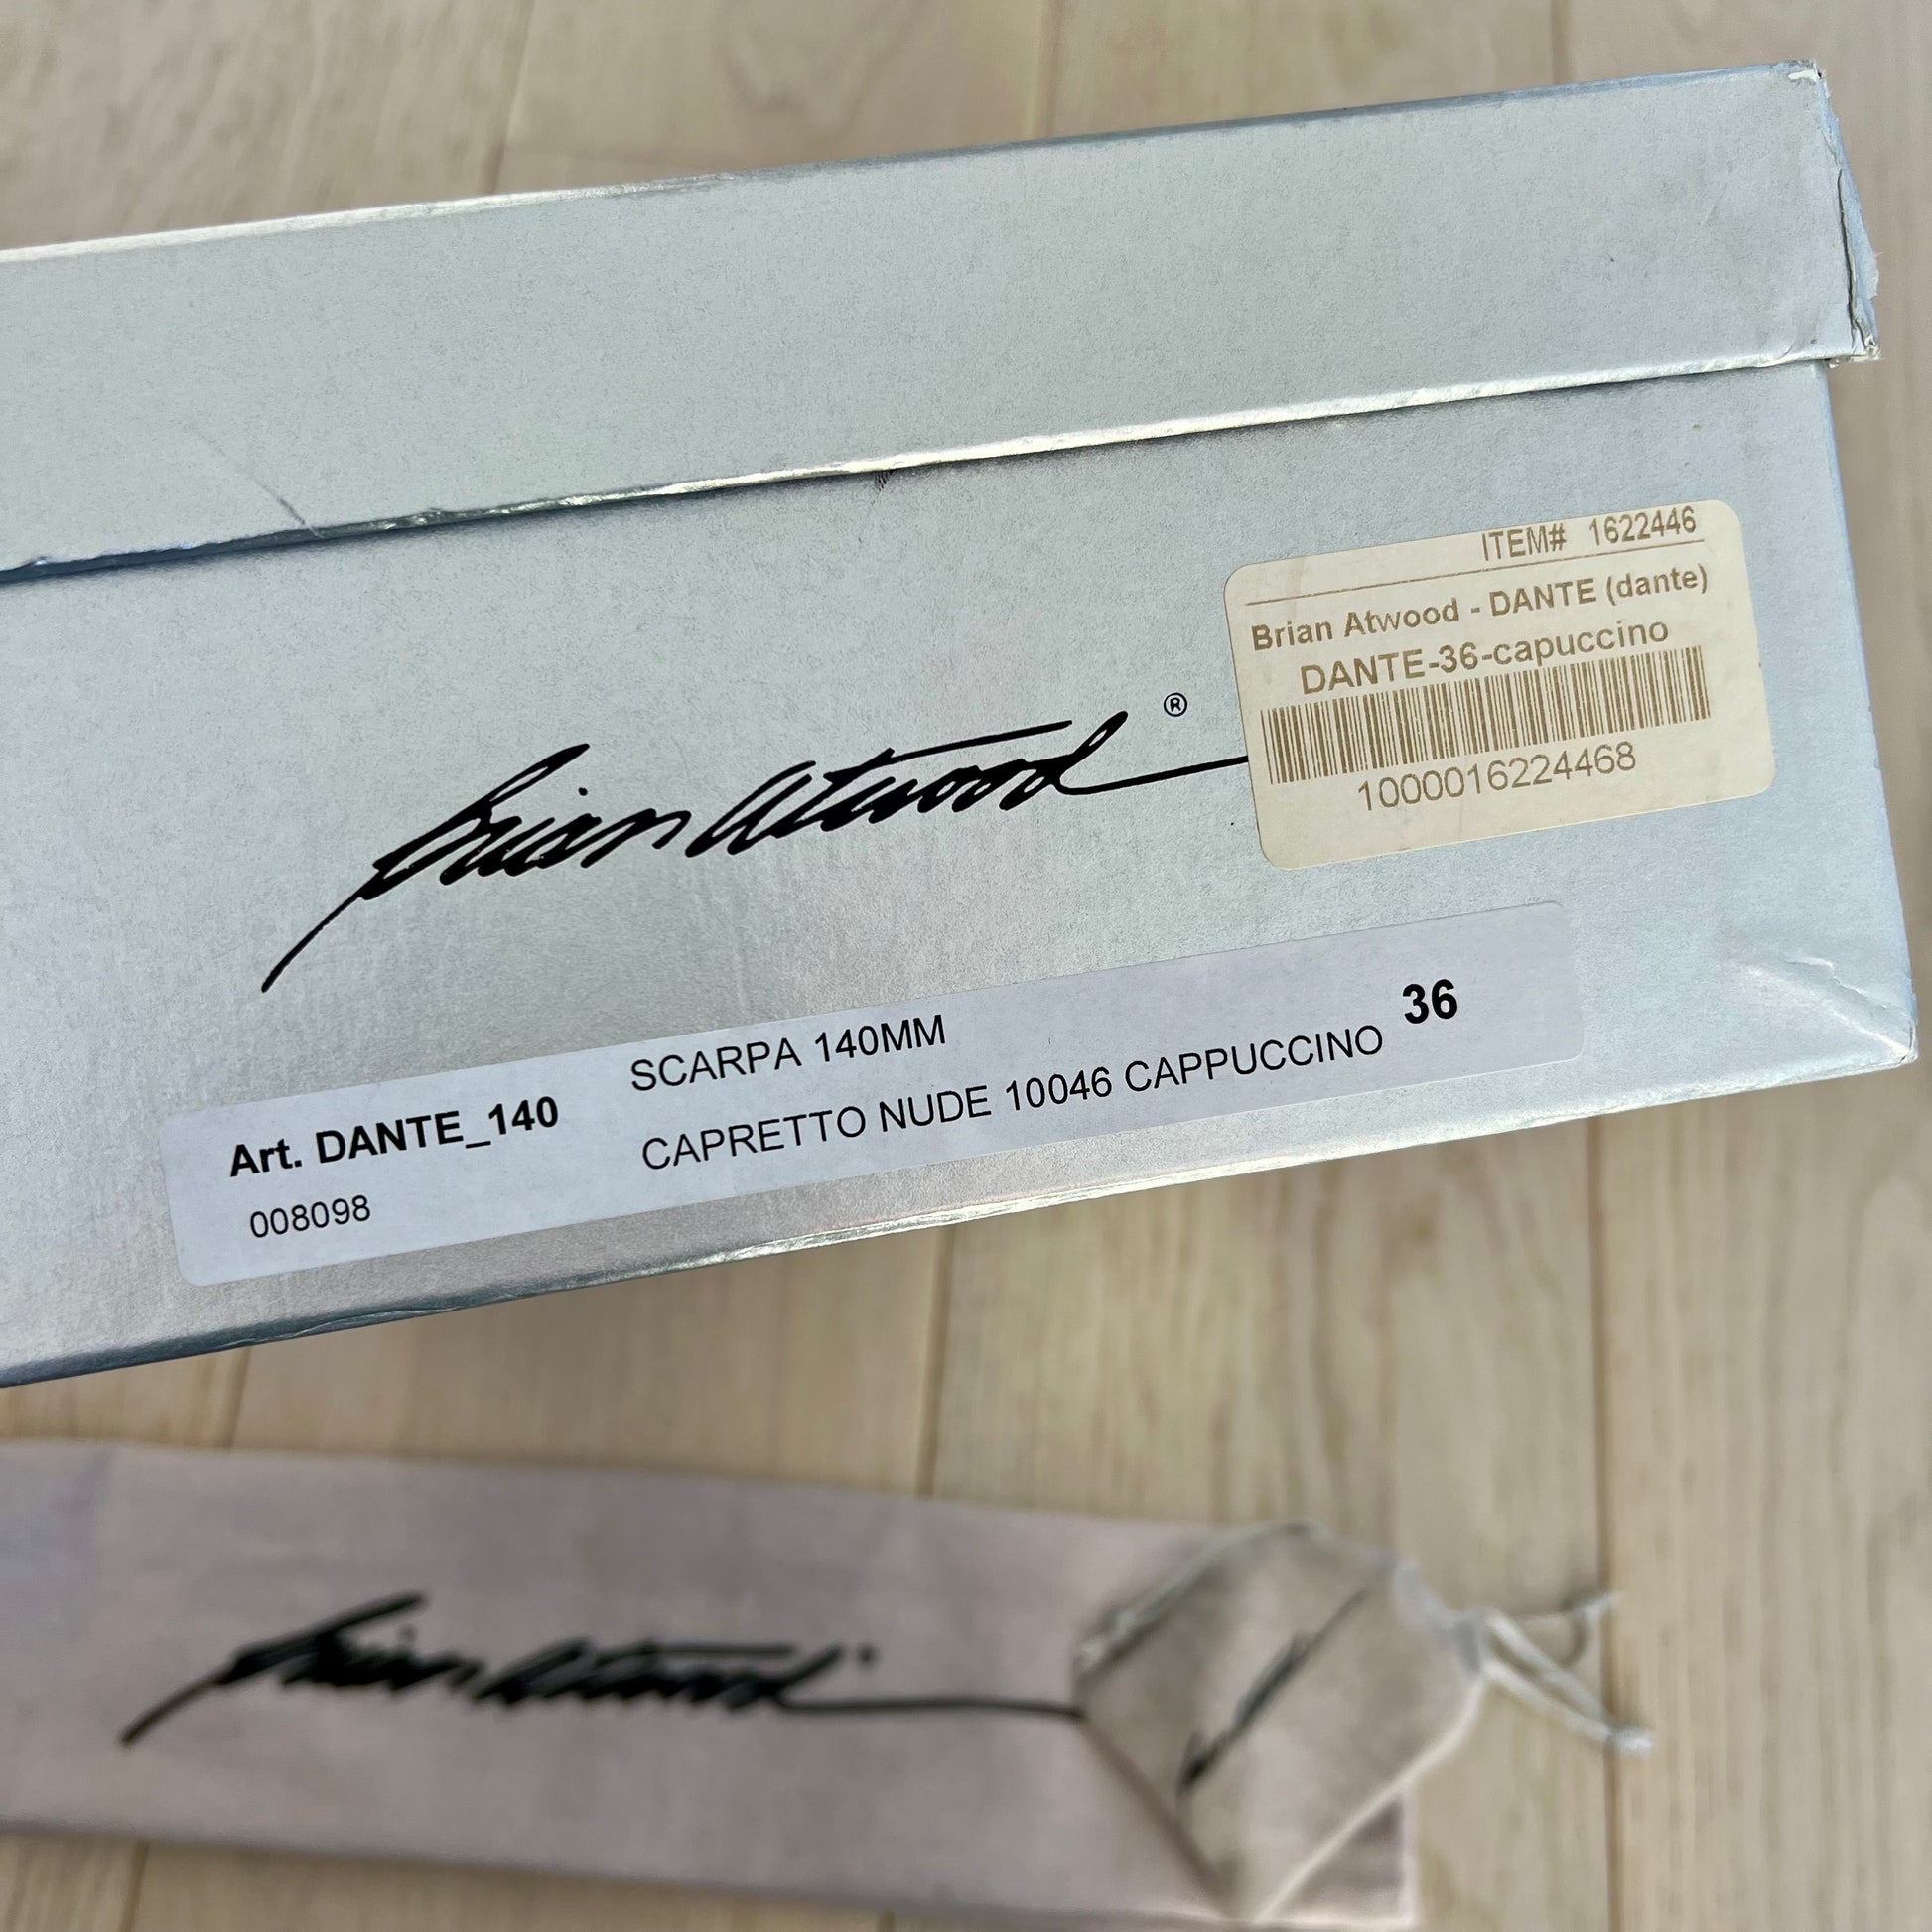 ITEM# 1622446
Brian Atwood - DANTE (dante)
DANTE-36-capuccino
1000016224468
Brian Atwood ®
Art. DANTE_140
008098
SCARPA 140MM
CAPRETTO NUDE 10046 CAPPUCCINO
36
Brian Atwood